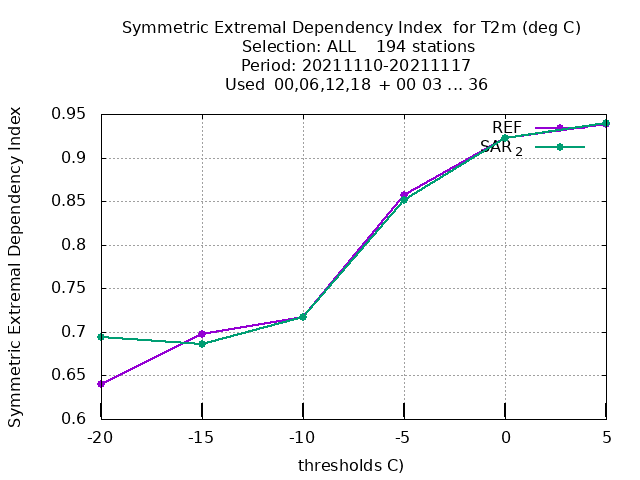 Symmetric Extremal Dependency Index  for T2m (deg C)
Selection: ALL    194 stations
Period: 20211110-20211117
Used  00,06,12,18  + 00 03 ... 36
Symmetric Extremal Dependency Index
0.95
0.9
0.85
0.8
0.75
0.7
0.65
0.6
REF
SAR 2
-20
-15
-10
-5
0
5
thresholds C)